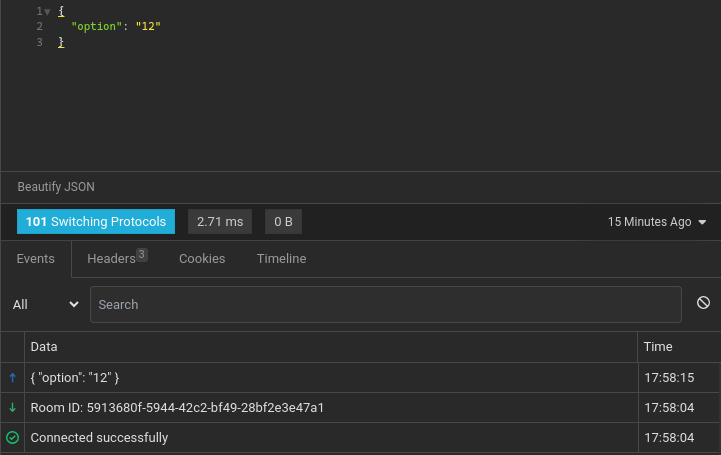 1 {
2 "option": "12"
3 }
Beautify JSON
101 Switching Protocols 2.71 ms 0 B 15 Minutes Ago
Events Headers 3 Cookies Timeline
All Search
Data Time
{ "option": "12" } 17:58:15
Room ID: 5913680f-5944-42c2-bf49-28bf2e3e47a1 17:58:04
Connected successfully 17:58:04